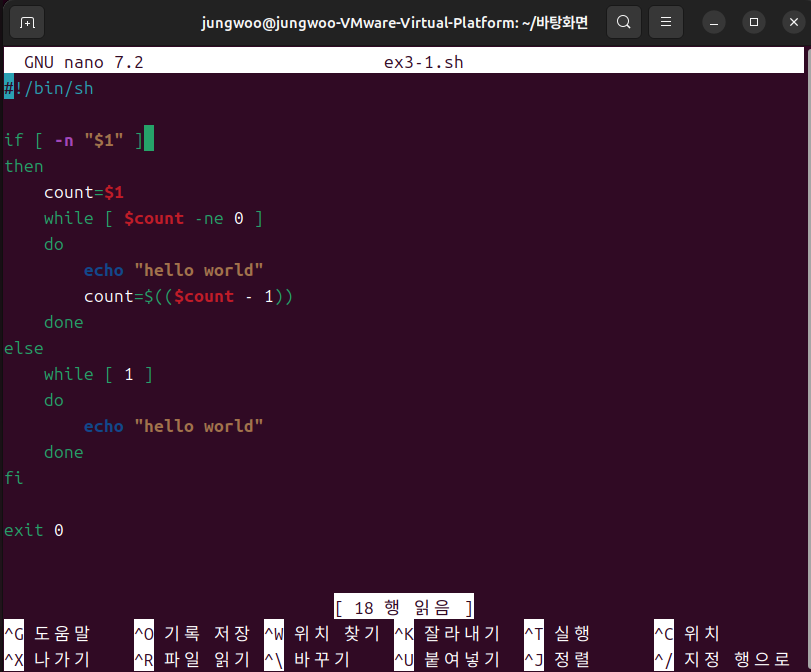 jungwoo@jungwoo-VMware-Virtual-Platform: ~/바탕화면
GNU nano 7.2 ex3-1.sh
#!/bin/sh

if [ -n "$1" ]
then
    count=$1
    while [ $count -ne 0 ]
    do
        echo "hello world"
        count=$(($count - 1))
    done
else
    while [ 1 ]
    do
        echo "hello world"
    done
fi

exit 0

[ 18 행 읽음 ]
^G 도움말 ^O 기록 저장 ^W 위치 찾기 ^K 잘라내기 ^T 실행 ^C 위치
^X 나가기 ^R 파일 읽기 ^\ 바꾸기 ^U 붙여넣기 ^J 정렬 ^/ 지정 행으로